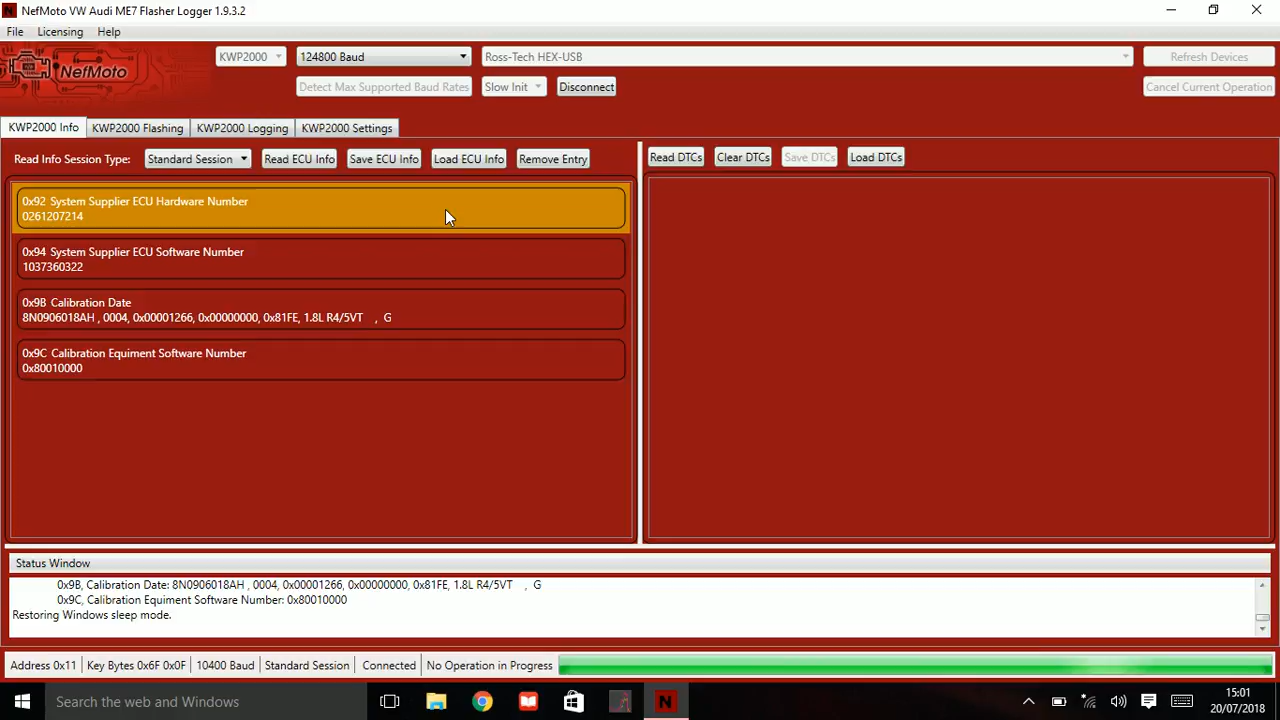 NefMoto VW Audi ME7 Flasher Logger 1.9.3.2
File Licensing Help
NefMoto
KWP2000 124800 Baud Ross-Tech HEX-USB Refresh Devices
Detect Max Supported Baud Rates Slow Init Disconnect Cancel Current Operation
KWP2000 Info KWP2000 Flashing KWP2000 Logging KWP2000 Settings
Read Info Session Type: Standard Session Read ECU Info Save ECU Info Load ECU Info Remove Entry
Read DTCs Clear DTCs Save DTCs Load DTCs
0x92 System Supplier ECU Hardware Number
0261207214
0x94 System Supplier ECU Software Number
1037360322
0x9B Calibration Date
8N0906018AH , 0004, 0x00001266, 0x00000000, 0x81FE, 1.8L R4/5VT , G
0x9C Calibration Equiment Software Number
0x80010000
Status Window
0x9B, Calibration Date: 8N0906018AH , 0004, 0x00001266, 0x00000000, 0x81FE, 1.8L R4/5VT , G
0x9C, Calibration Equiment Software Number: 0x80010000
Restoring Windows sleep mode.
Address 0x11 Key Bytes 0x6F 0x0F 10400 Baud Standard Session Connected No Operation in Progress
Search the web and Windows
N
15:01
20/07/2018